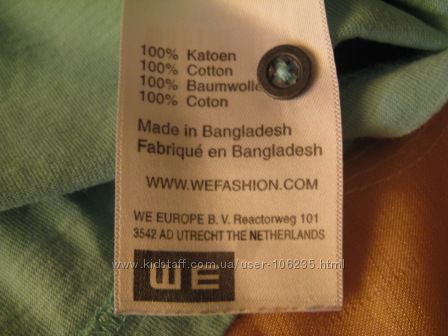 100% Katoen
100% Cotton
100% Baumwolle
100% Coton
Made in Bangladesh
Fabriqué en Bangladesh
WWW.WEFASHION.COM
WE EUROPE B.V. Reactorweg 101
3542 AD UTRECHT THE NETHERLANDS
www.kidstaff.com.ua/user-106235.html
WE